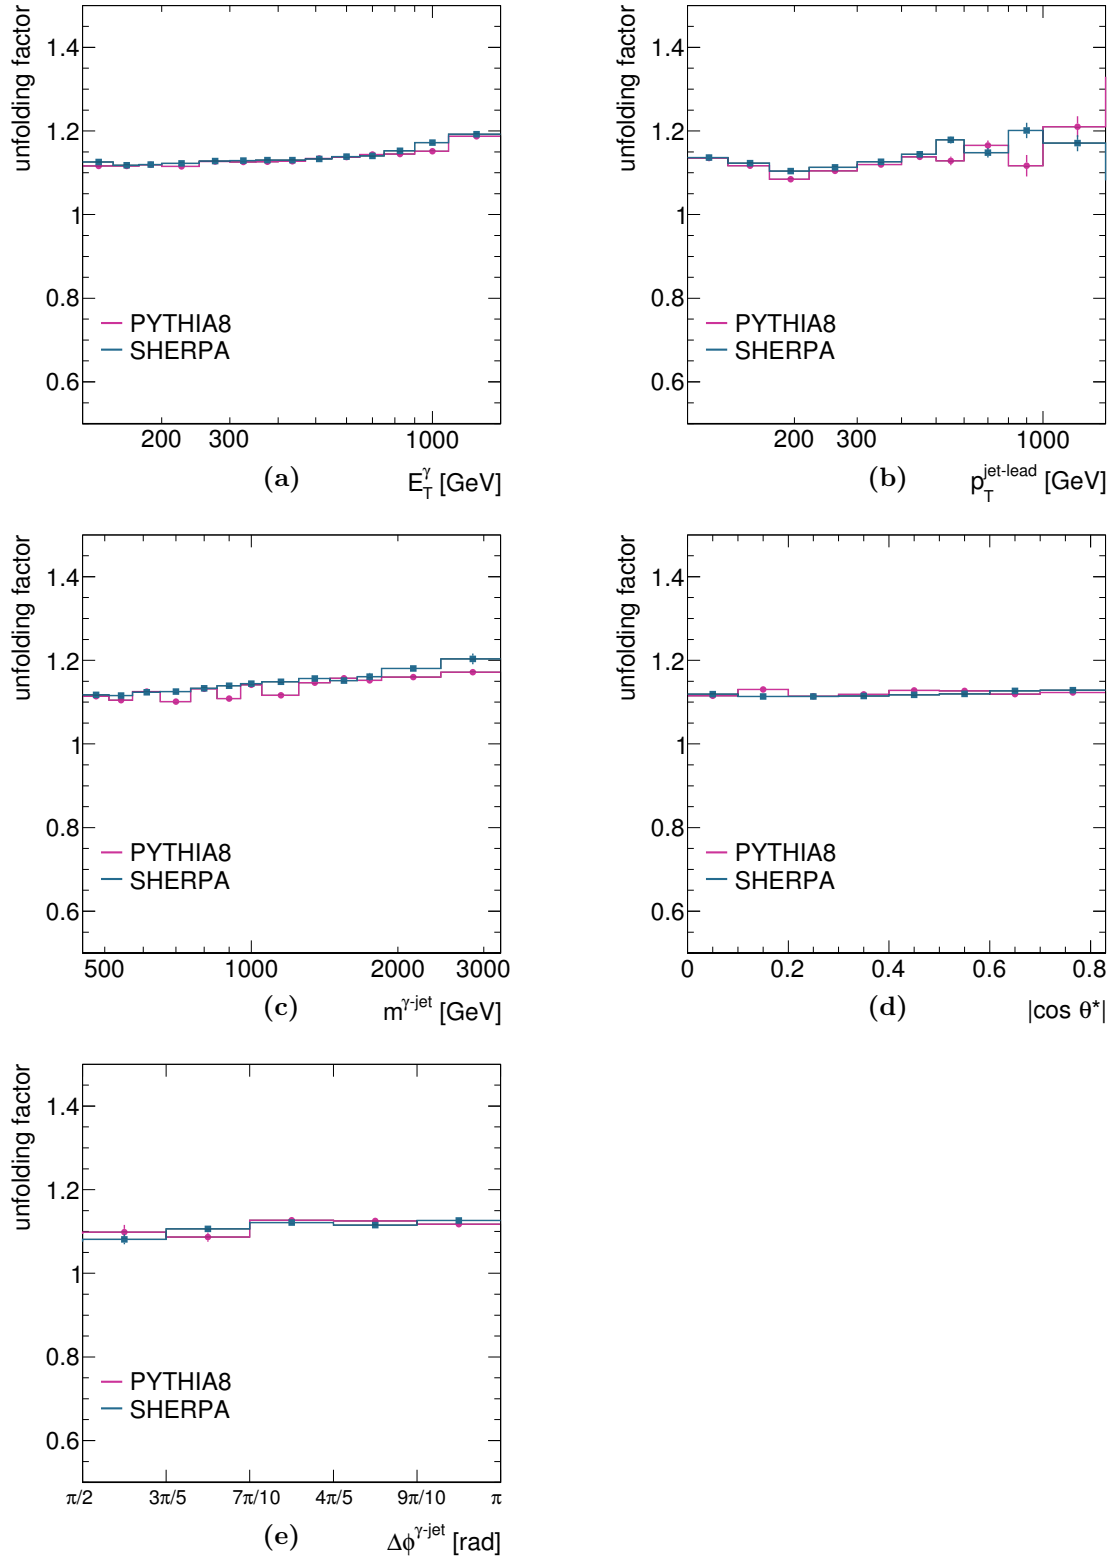 unfolding factor
1.4
1.2
1
0.8
0.6
PYTHIA8
SHERPA
200 300 1000
(a)
E_T^γ [GeV]
unfolding factor
1.4
1.2
1
0.8
0.6
PYTHIA8
SHERPA
200 300 1000
(b)
p_T^jet-lead [GeV]
unfolding factor
1.4
1.2
1
0.8
0.6
PYTHIA8
SHERPA
500 1000 2000 3000
(c)
m^γ-jet [GeV]
unfolding factor
1.4
1.2
1
0.8
0.6
PYTHIA8
SHERPA
0 0.2 0.4 0.6 0.8
(d)
|cos θ*|
unfolding factor
1.4
1.2
1
0.8
0.6
PYTHIA8
SHERPA
π/2 3π/5 7π/10 4π/5 9π/10 π
(e)
Δϕ^γ-jet [rad]